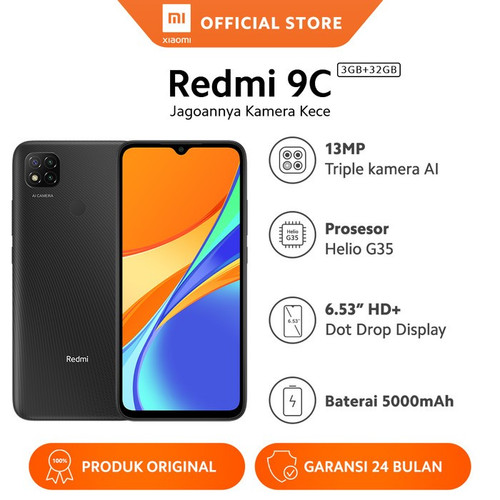 mi
xiaomi
OFFICIAL STORE
Redmi 9C
3GB+32GB
Jagoannya Kamera Kece
AI CAMERA
Redmi
13MP
Triple kamera AI
Helio
G35
Prosesor
Helio G35
6.53"
6.53” HD+
Dot Drop Display
Baterai 5000mAh
100%
PRODUK ORIGINAL
GARANSI 24 BULAN